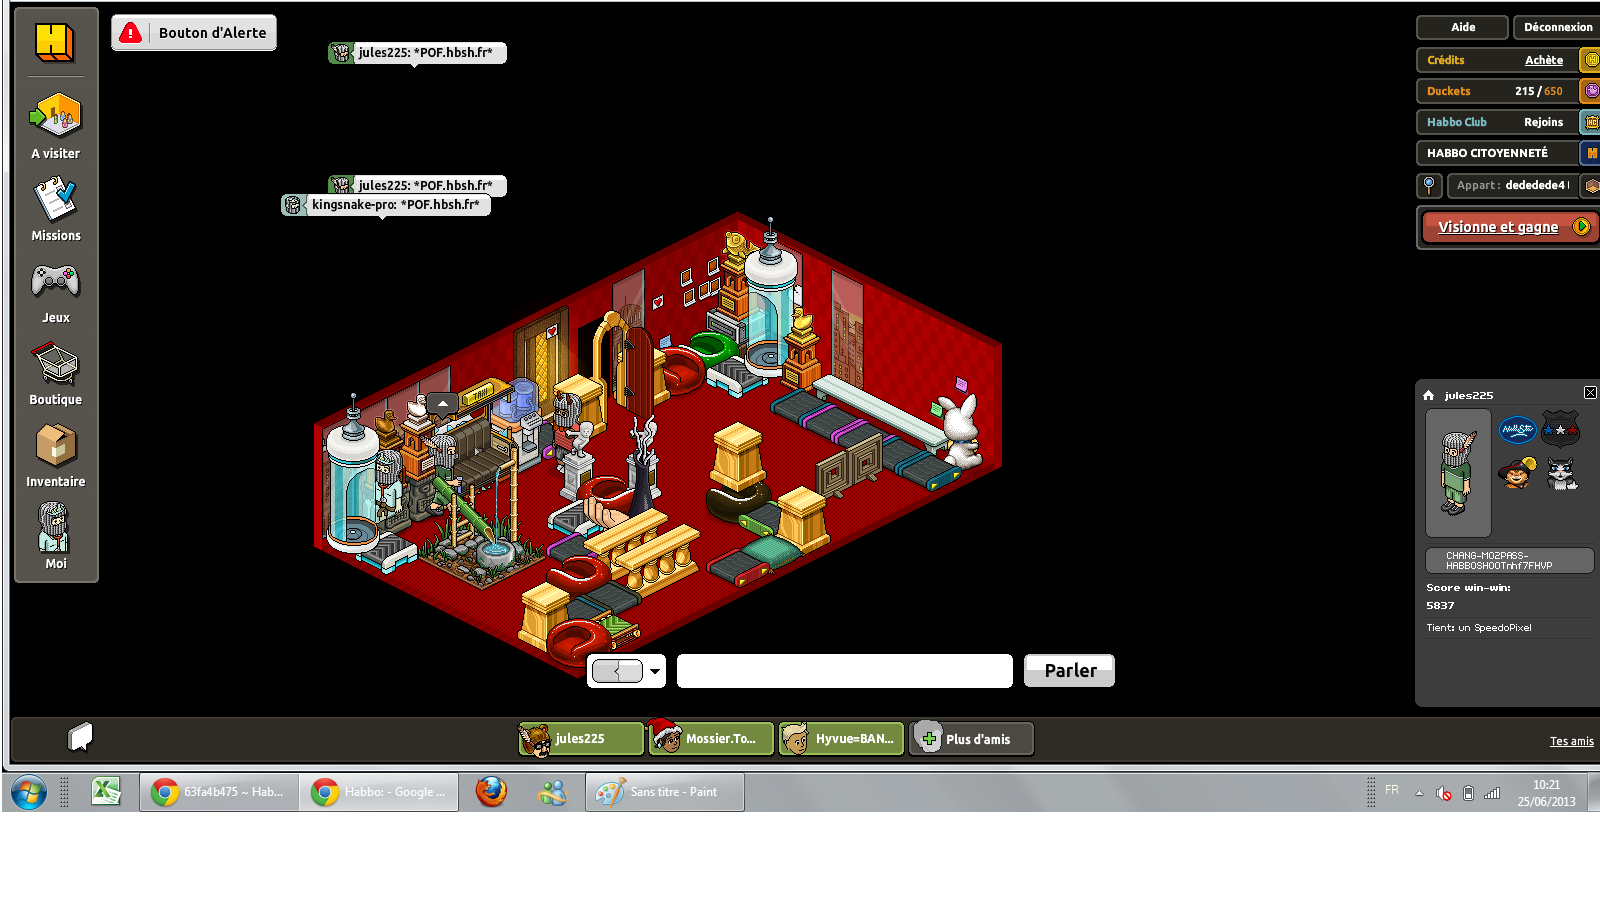 Bouton d'Alerte
jules225: *POF.hbsh.fr*
jules225: *POF.hbsh.fr*
kingsnake-pro: *POF.hbsh.fr*
A visiter
Missions
Jeux
Boutique
Inventaire
Moi
Aide
Déconnexion
Crédits Achète
Duckets 215 / 650
Habbo Club Rejoins
HABBO CITOYENNETÉ
Appart : dedédede4
Visionne et gagne
TAXI
jules225
CHANG-MO2PASS-
HABBOSHOOTnhf7FHVP
Score win-win:
5837
Tient: un SpeedoPixel
Parler
jules225
Mossier.To...
Hyvue=BAN...
Plus d'amis
Tes amis
63fa4b475 ~ Hab...
Habbo: - Google ...
Sans titre - Paint
FR
10:21
25/06/2013